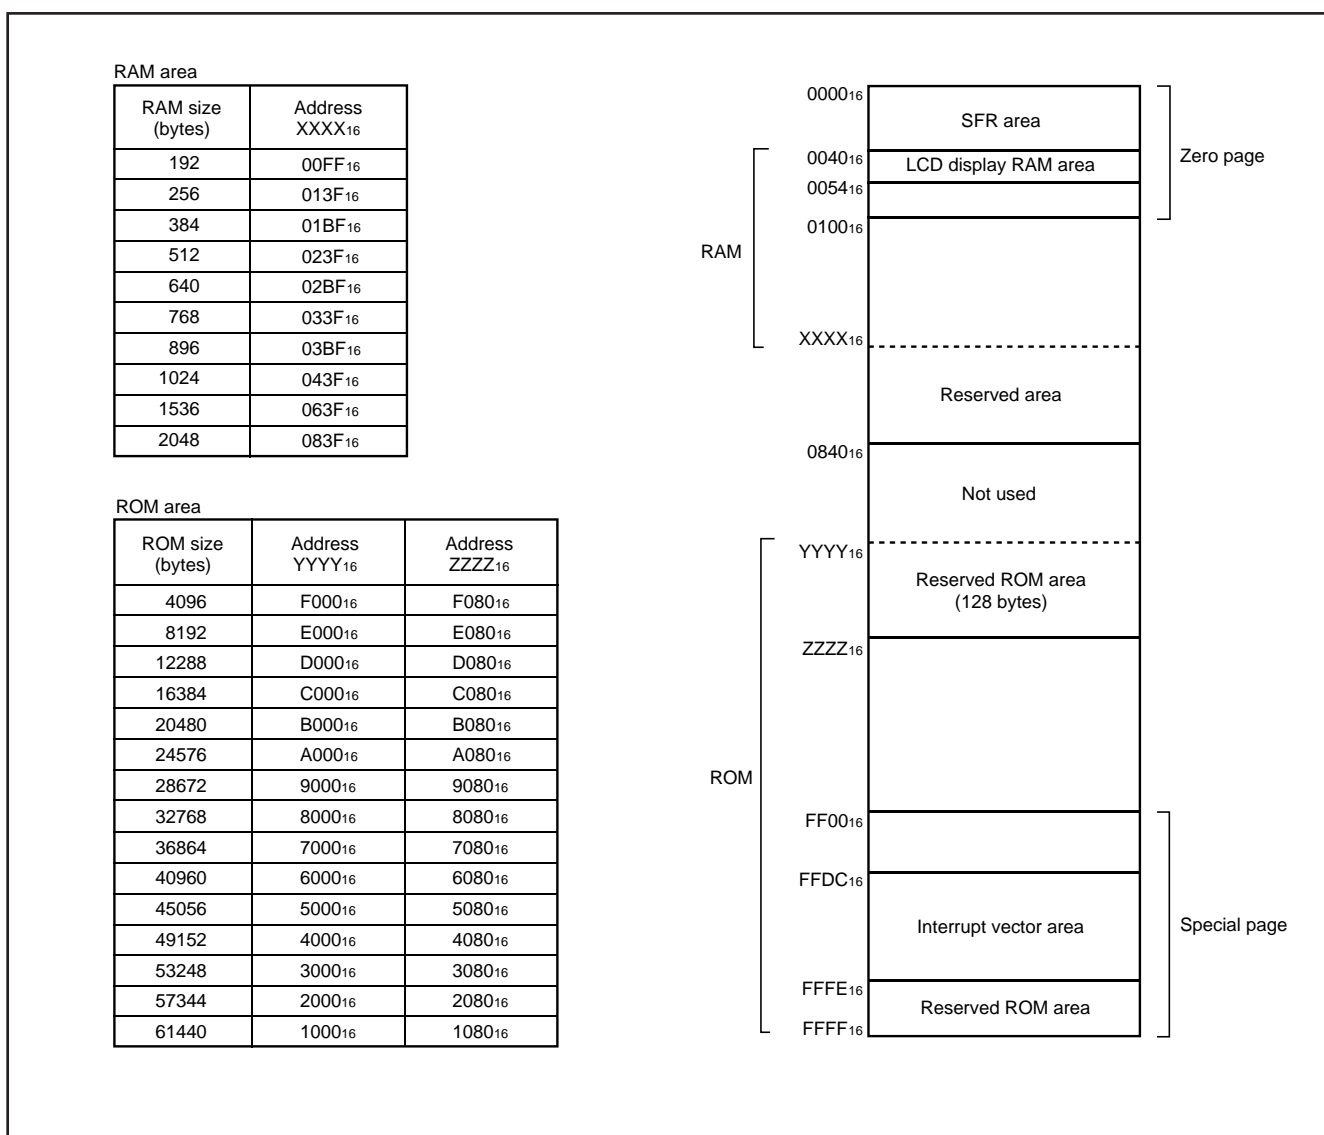 RAM area
RAM size (bytes) Address XXXX16
192 00FF16
256 013F16
384 01BF16
512 023F16
640 02BF16
768 033F16
896 03BF16
1024 043F16
1536 063F16
2048 083F16
ROM area
ROM size (bytes) Address YYYY16 Address ZZZZ16
4096 F00016 F08016
8192 E00016 E08016
12288 D00016 D08016
16384 C00016 C08016
20480 B00016 B08016
24576 A00016 A08016
28672 900016 908016
32768 800016 808016
36864 700016 708016
40960 600016 608016
45056 500016 508016
49152 400016 408016
53248 300016 308016
57344 200016 208016
61440 100016 108016
000016
SFR area
Zero page
004016
LCD display RAM area
005416
010016
RAM
XXXX16
Reserved area
084016
Not used
YYYY16
Reserved ROM area
(128 bytes)
ZZZZ16
ROM
FF0016
FFDC16
Interrupt vector area
Special page
FFFE16
Reserved ROM area
FFFF16